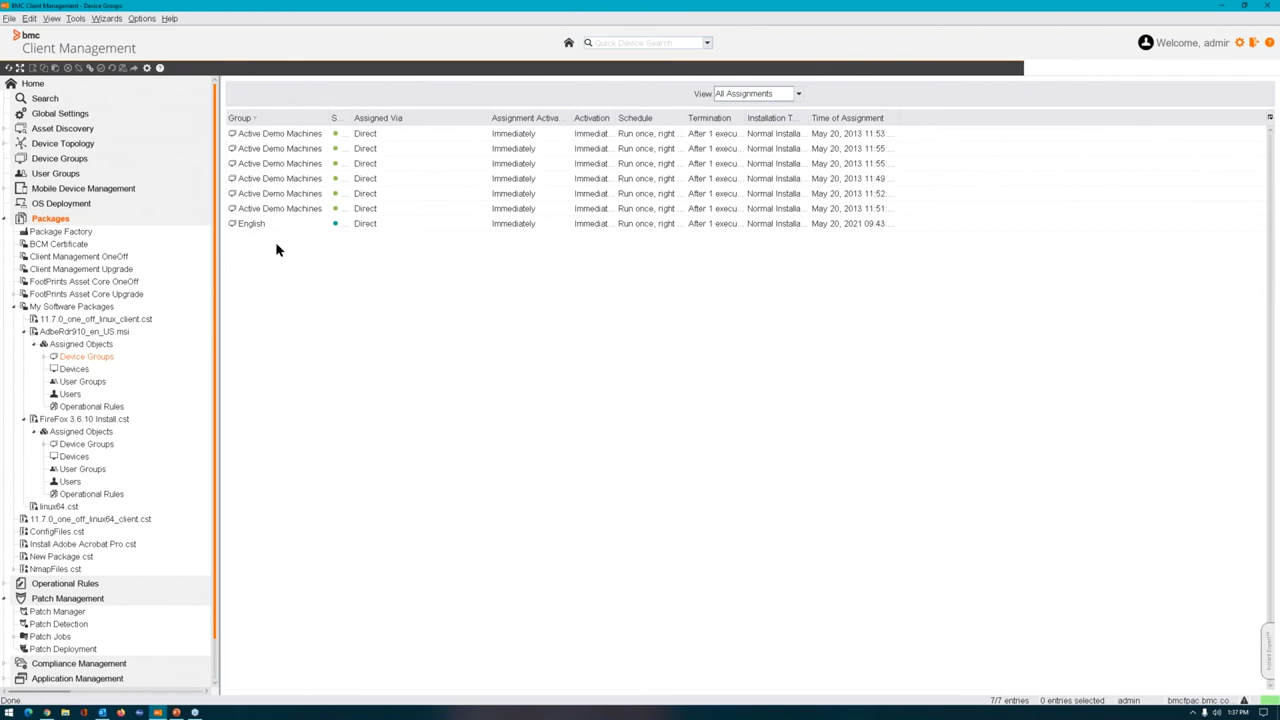 BMC Client Management - Device Groups
File Edit View Tools Wizards Options Help
bmc
Client Management
Quick Device Search
Welcome, admin
Home
Search
Global Settings
Asset Discovery
Device Topology
Device Groups
User Groups
Mobile Device Management
OS Deployment
Packages
Package Factory
BCM Certificate
Client Management OneOff
Client Management Upgrade
FootPrints Asset Core OneOff
FootPrints Asset Core Upgrade
My Software Packages
11.7.0_one_off_linux_client.cst
AdbeRdr910_en_US.msi
Assigned Objects
Device Groups
Devices
User Groups
Users
Operational Rules
FireFox 3.6.10 Install.cst
Assigned Objects
Device Groups
Devices
User Groups
Users
Operational Rules
linux64.cst
11.7.0_one_off_linux64_client.cst
ConfigFiles.cst
Install Adobe Acrobat Pro.cst
New Package.cst
NmapFiles.cst
Operational Rules
Patch Management
Patch Manager
Patch Detection
Patch Jobs
Patch Deployment
Compliance Management
Application Management
View All Assignments
Group S... Assigned Via Assignment Activa... Activation Schedule Termination Installation T... Time of Assignment
Active Demo Machines ... Direct Immediately Immediat... Run once, right ... After 1 execu... Normal Installa... May 20, 2013 11:53:...
Active Demo Machines ... Direct Immediately Immediat... Run once, right ... After 1 execu... Normal Installa... May 20, 2013 11:55:...
Active Demo Machines ... Direct Immediately Immediat... Run once, right ... After 1 execu... Normal Installa... May 20, 2013 11:55:...
Active Demo Machines ... Direct Immediately Immediat... Run once, right ... After 1 execu... Normal Installa... May 20, 2013 11:49:...
Active Demo Machines ... Direct Immediately Immediat... Run once, right ... After 1 execu... Normal Installa... May 20, 2013 11:52:...
Active Demo Machines ... Direct Immediately Immediat... Run once, right ... After 1 execu... Normal Installa... May 20, 2013 11:51:...
English ... Direct Immediately Immediat... Run once, right ... After 1 execu... Normal Installa... May 20, 2021 09:43:...
Done. 7/7 entries 0 entries selected admin bmcfpac.bmc.co
1:37 PM